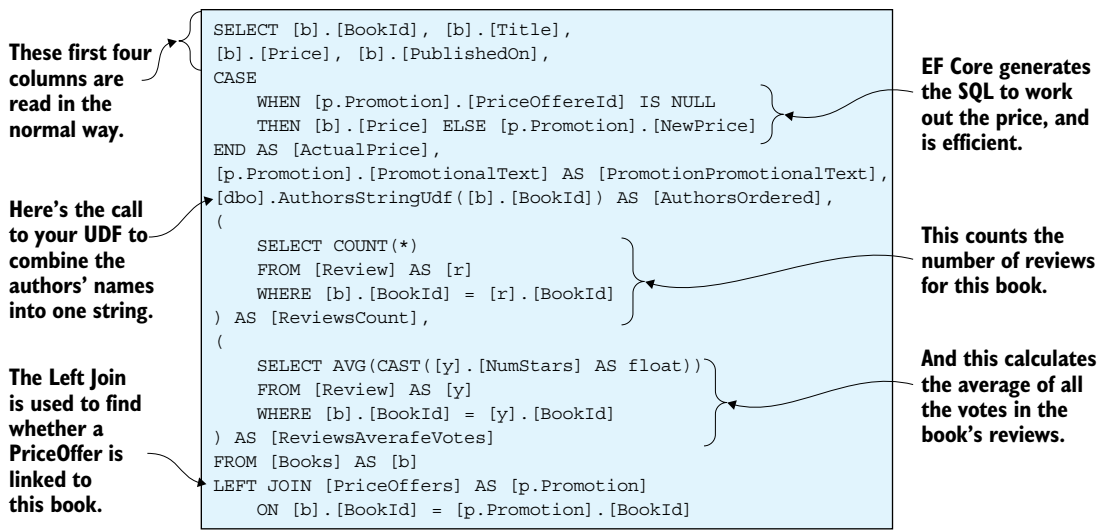 SELECT [b].[BookId], [b].[Title],
[b].[Price], [b].[PublishedOn],
CASE
WHEN [p.Promotion].[PriceOffereId] IS NULL
THEN [b].[Price] ELSE [p.Promotion].[NewPrice]
END AS [ActualPrice],
[p.Promotion].[PromotionalText] AS [PromotionPromotionalText],
[dbo].AuthorsStringUdf([b].[BookId]) AS [AuthorsOrdered],
(
SELECT COUNT(*)
FROM [Review] AS [r]
WHERE [b].[BookId] = [r].[BookId]
) AS [ReviewsCount],
(
SELECT AVG(CAST([y].[NumStars] AS float))
FROM [Review] AS [y]
WHERE [b].[BookId] = [y].[BookId]
) AS [ReviewsAverafeVotes]
FROM [Books] AS [b]
LEFT JOIN [PriceOffers] AS [p.Promotion]
ON [b].[BookId] = [p.Promotion].[BookId]
These first four
columns are
read in the
normal way.
Here's the call
to your UDF to
combine the
authors' names
into one string.
The Left Join
is used to find
whether a
PriceOffer is
linked to
this book.
EF Core generates
the SQL to work
out the price, and
is efficient.
This counts the
number of reviews
for this book.
And this calculates
the average of all
the votes in the
book's reviews.